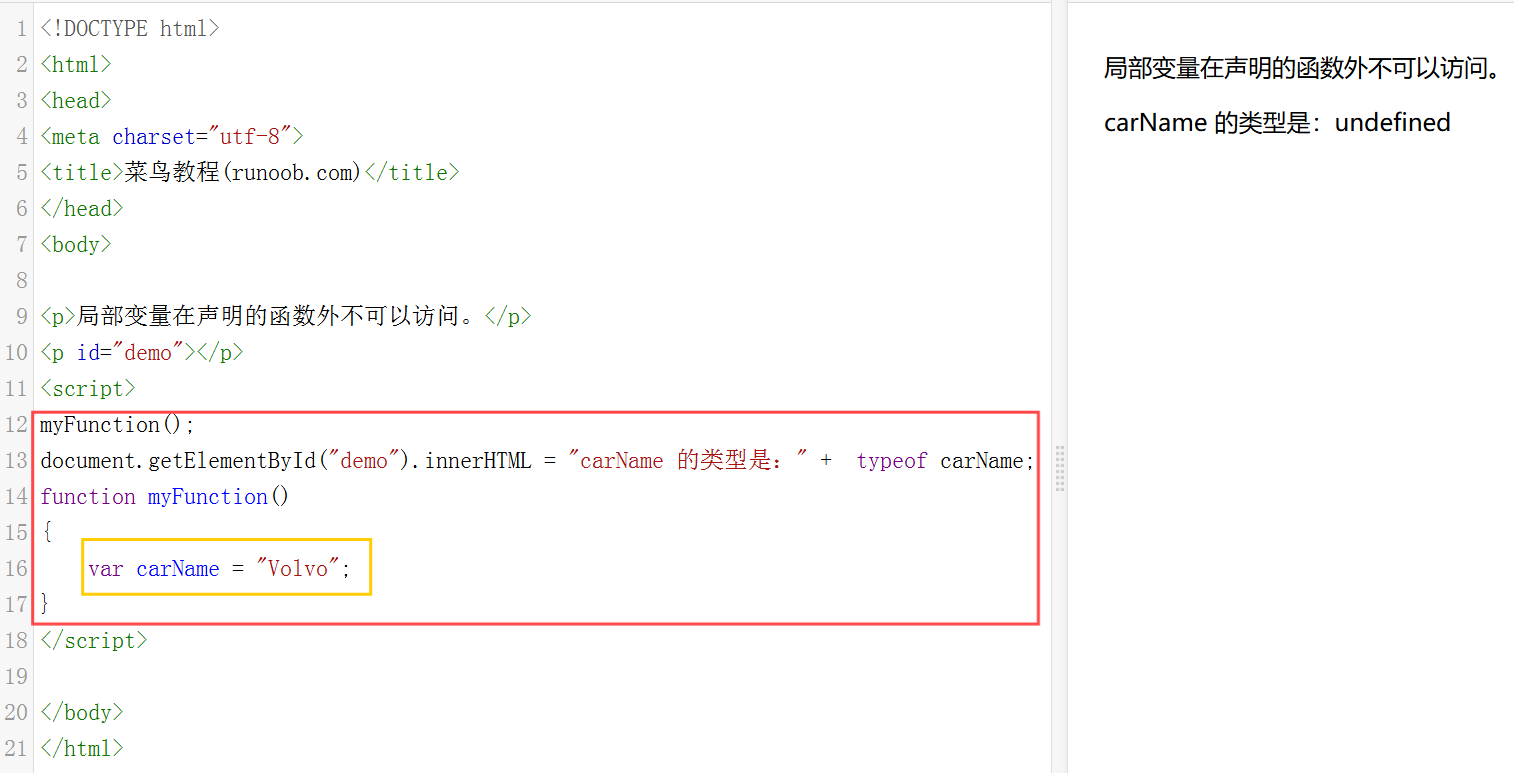 1 <!DOCTYPE html>
2 <html>
3 <head>
4 <meta charset="utf-8">
5 <title>菜鸟教程(runoob.com)</title>
6 </head>
7 <body>
8
9 <p>局部变量在声明的函数外不可以访问。</p>
10 <p id="demo"></p>
11 <script>
12 myFunction();
13 document.getElementById("demo").innerHTML = "carName 的类型是：" +  typeof carName;
14 function myFunction()
15 {
16     var carName = "Volvo";
17 }
18 </script>
19
20 </body>
21 </html>
局部变量在声明的函数外不可以访问。
carName 的类型是：undefined